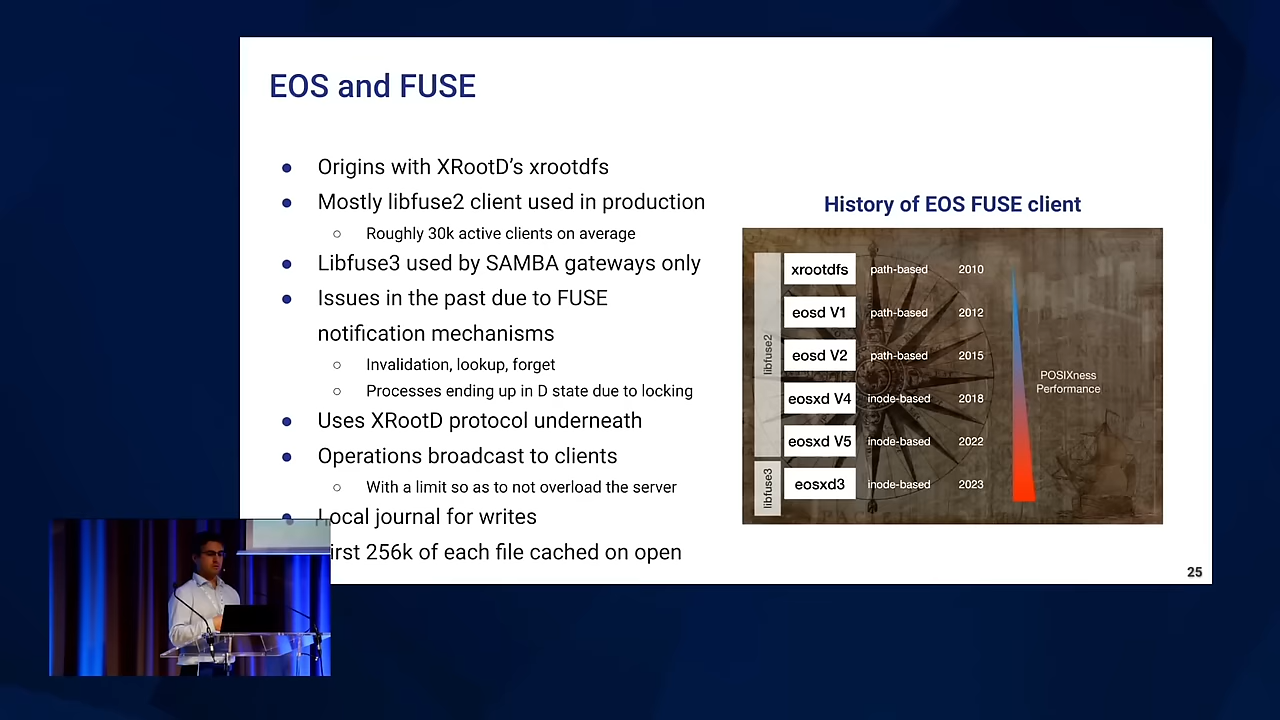 EOS and FUSE
● Origins with XRootD’s xrootdfs
● Mostly libfuse2 client used in production
○ Roughly 30k active clients on average
● Libfuse3 used by SAMBA gateways only
● Issues in the past due to FUSE
notification mechanisms
○ Invalidation, lookup, forget
○ Processes ending up in D state due to locking
● Uses XRootD protocol underneath
● Operations broadcast to clients
○ With a limit so as to not overload the server
● Local journal for writes
irst 256k of each file cached on open
History of EOS FUSE client
libfuse2
xrootdfs path-based 2010
eosd V1 path-based 2012
eosd V2 path-based 2015
eosxd V4 inode-based 2018
eosxd V5 inode-based 2022
libfuse3
eosxd3 inode-based 2023
POSIXness
Performance
25